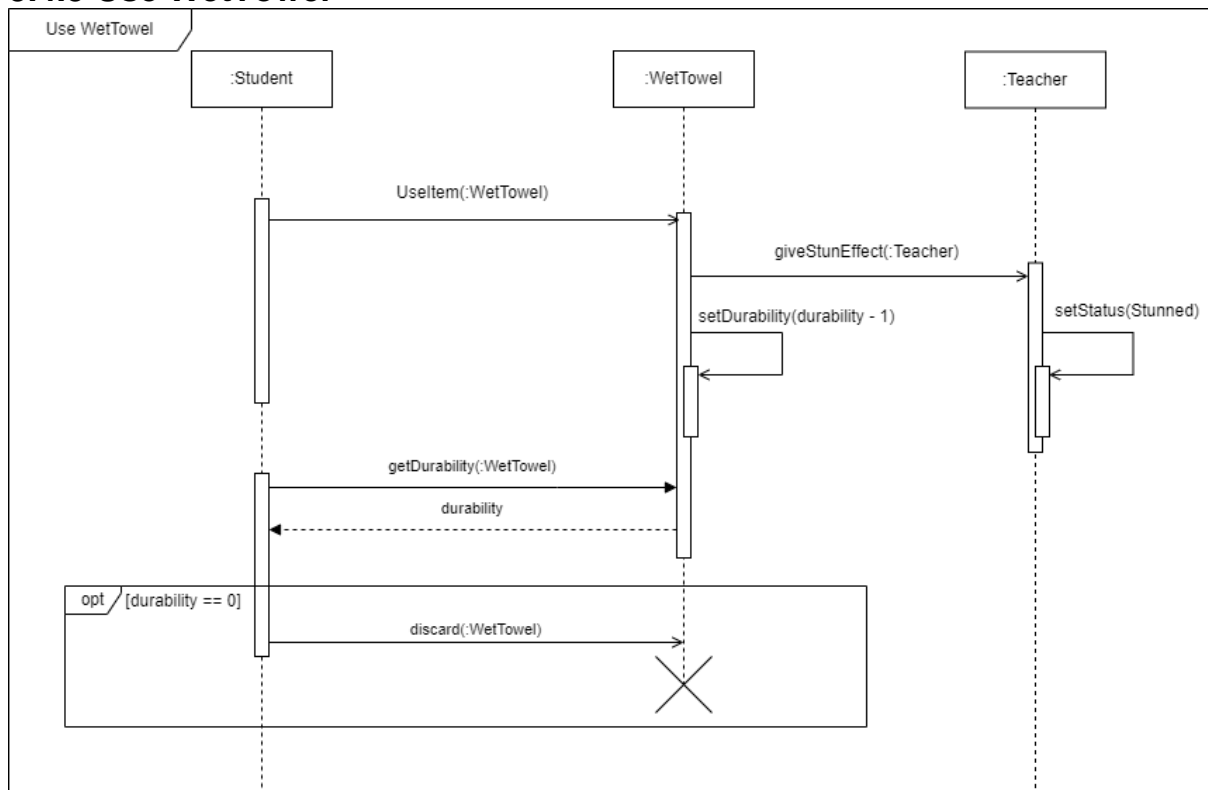 Use WetTowel
:Student
:WetTowel
:Teacher
UseItem(:WetTowel)
giveStunEffect(:Teacher)
setDurability(durability - 1)
setStatus(Stunned)
getDurability(:WetTowel)
durability
opt [durability == 0]
discard(:WetTowel)